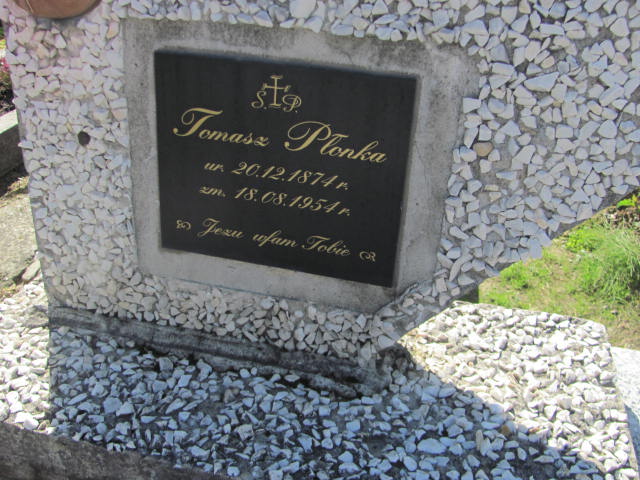 Ś. P.
Tomasz Płonka
ur. 20.12.1874 r.
zm. 18.08.1954 r.
Jezu ufam Tobie